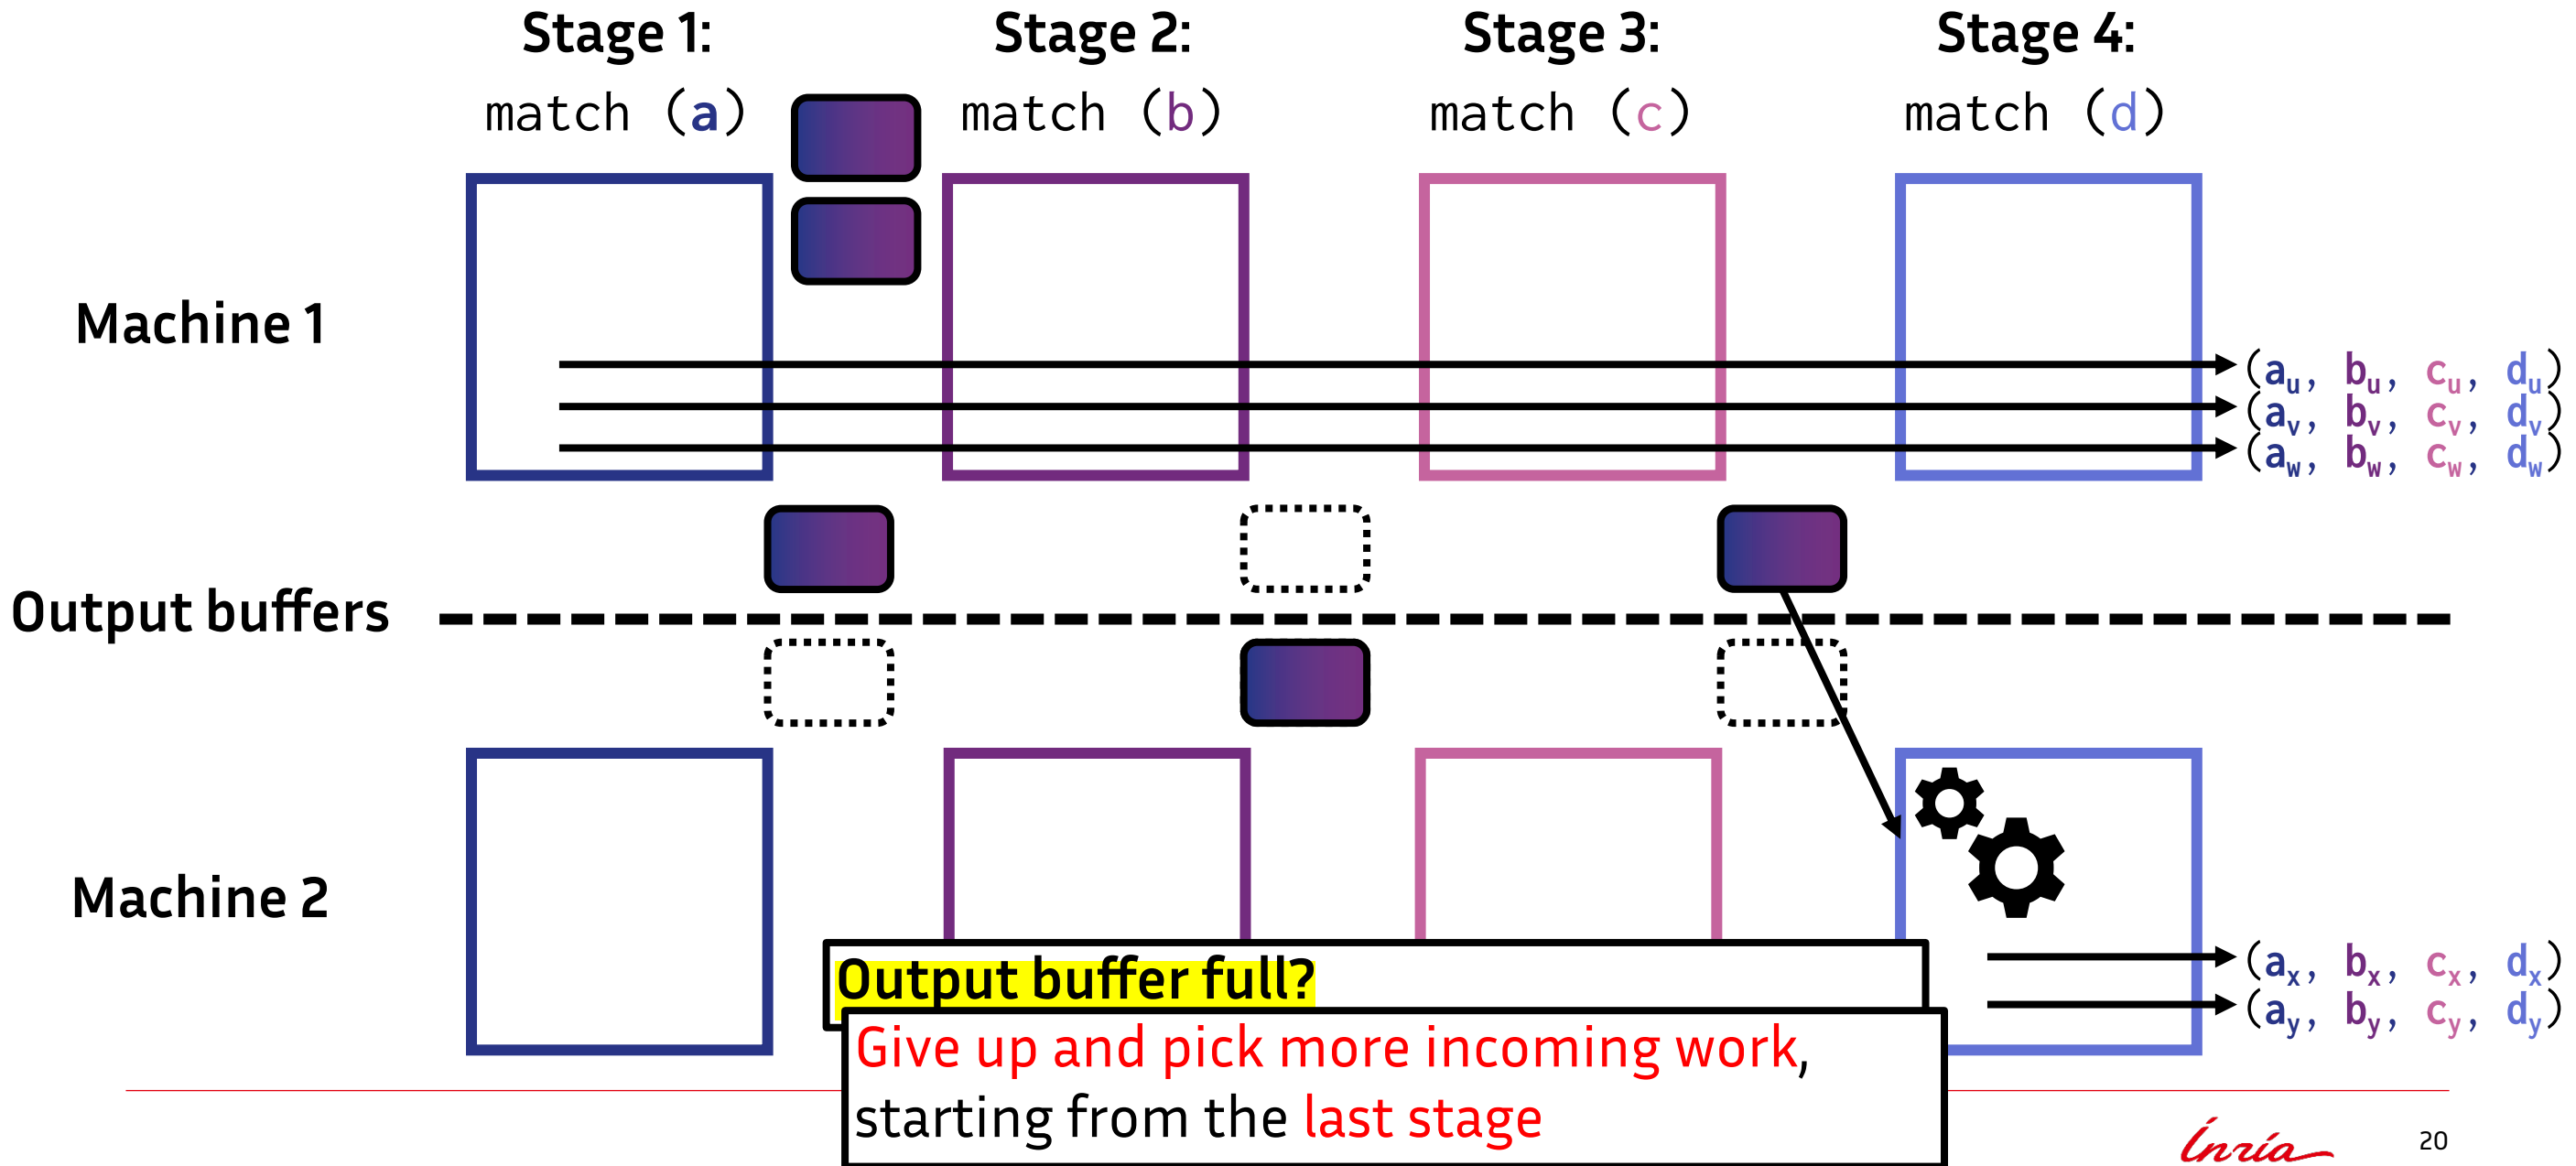 Stage 1: Stage 2: Stage 3: Stage 4:
match (a) match (b) match (c) match (d)
Machine 1
(au, bu, cu, du)
(av, bv, cv, dv)
(aw, bw, cw, dw)
Output buffers
Machine 2
(ax, bx, cx, dx)
(ay, by, cy, dy)
Output buffer full?
Give up and pick more incoming work,
starting from the last stage
Inria 20